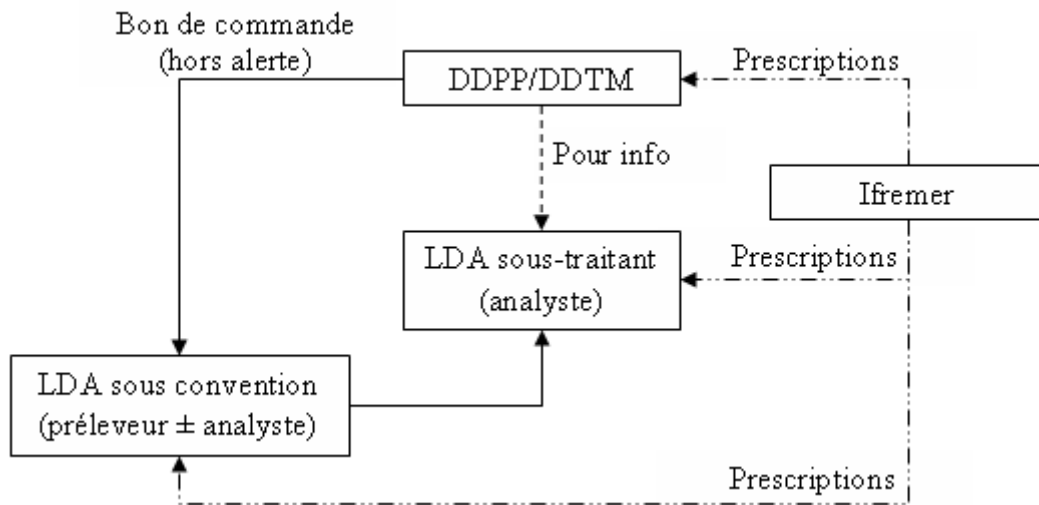 Bon de commande
(hors alerte)
DDPP/DDTM
Prescriptions
Pour info
Ifremer
LDA sous-traitant
(analyste)
Prescriptions
LDA sous convention
(préleveur ± analyste)
Prescriptions